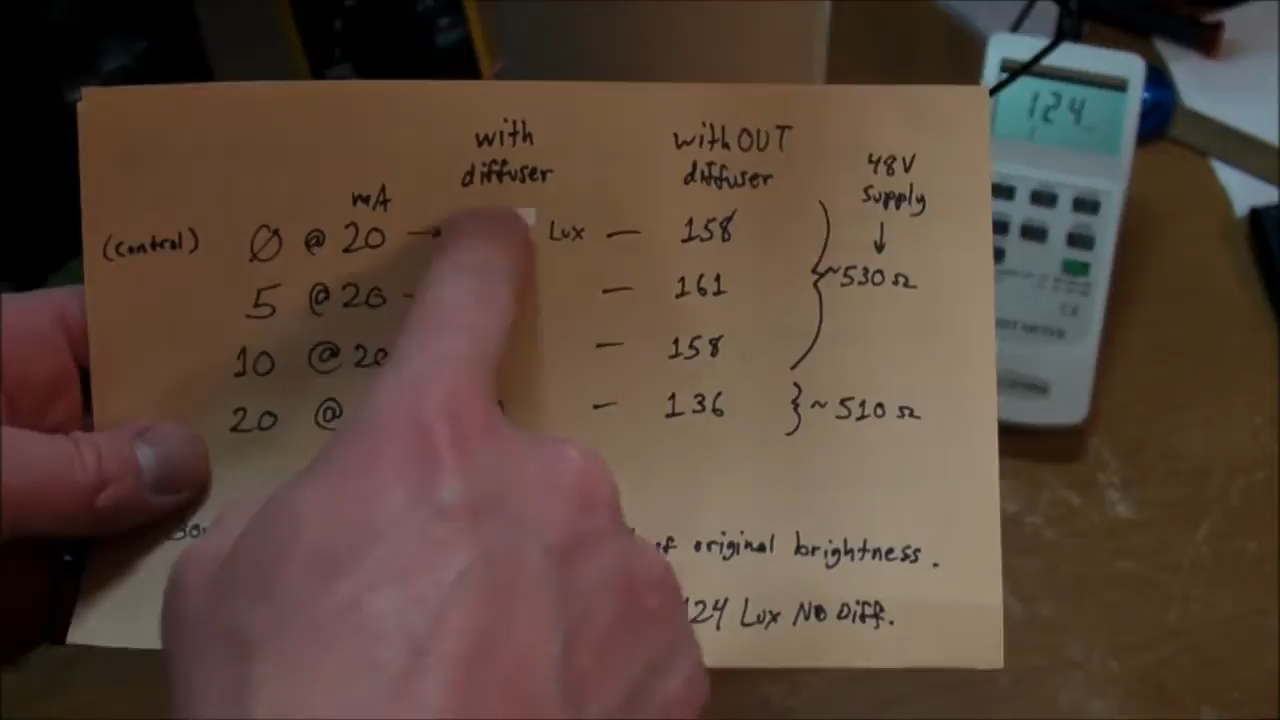 with withOUT
diffuser diffuser 48V
mA supply
(control) Ø @ 20 → Lux — 158 ↓
5 @ 20 - — 161 ~530 Ω
10 @ 20 — 158
20 @ — 136 } ~ 510 Ω
of original brightness.
124 Lux No Diff.
124